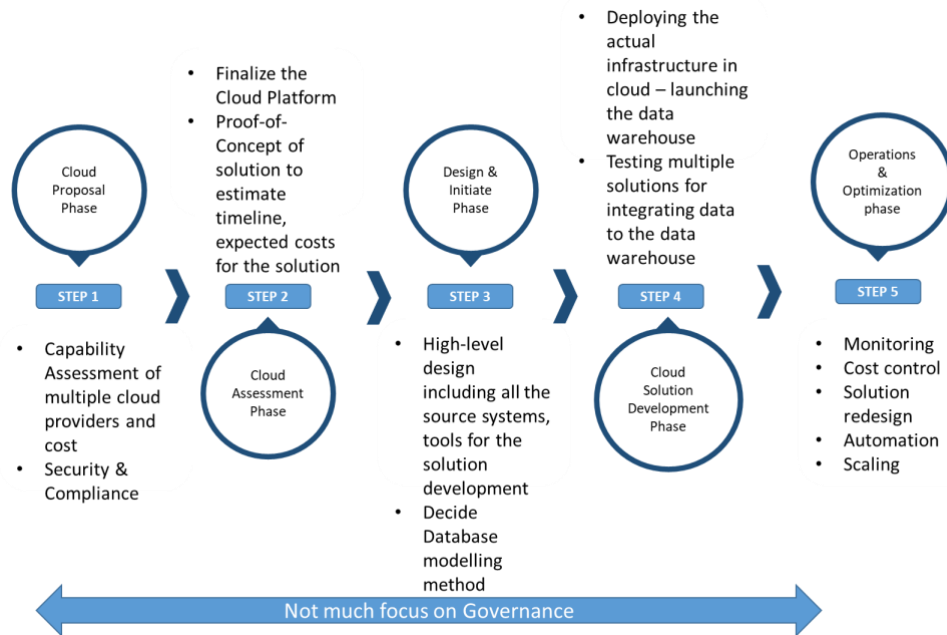 Cloud
Proposal
Phase
STEP 1
• Capability
Assessment of
multiple cloud
providers and
cost
• Security &
Compliance
• Finalize the
Cloud Platform
• Proof-of-
Concept of
solution to
estimate
timeline,
expected costs
for the solution
STEP 2
Cloud
Assessment
Phase
Design &
Initiate
Phase
STEP 3
• High-level
design
including all the
source systems,
tools for the
solution
development
• Decide
Database
modelling
method
• Deploying the
actual
infrastructure in
cloud – launching
the data
warehouse
• Testing multiple
solutions for
integrating data
to the data
warehouse
STEP 4
Cloud
Solution
Development
Phase
Operations
&
Optimization
phase
STEP 5
• Monitoring
• Cost control
• Solution
redesign
• Automation
• Scaling
Not much focus on Governance